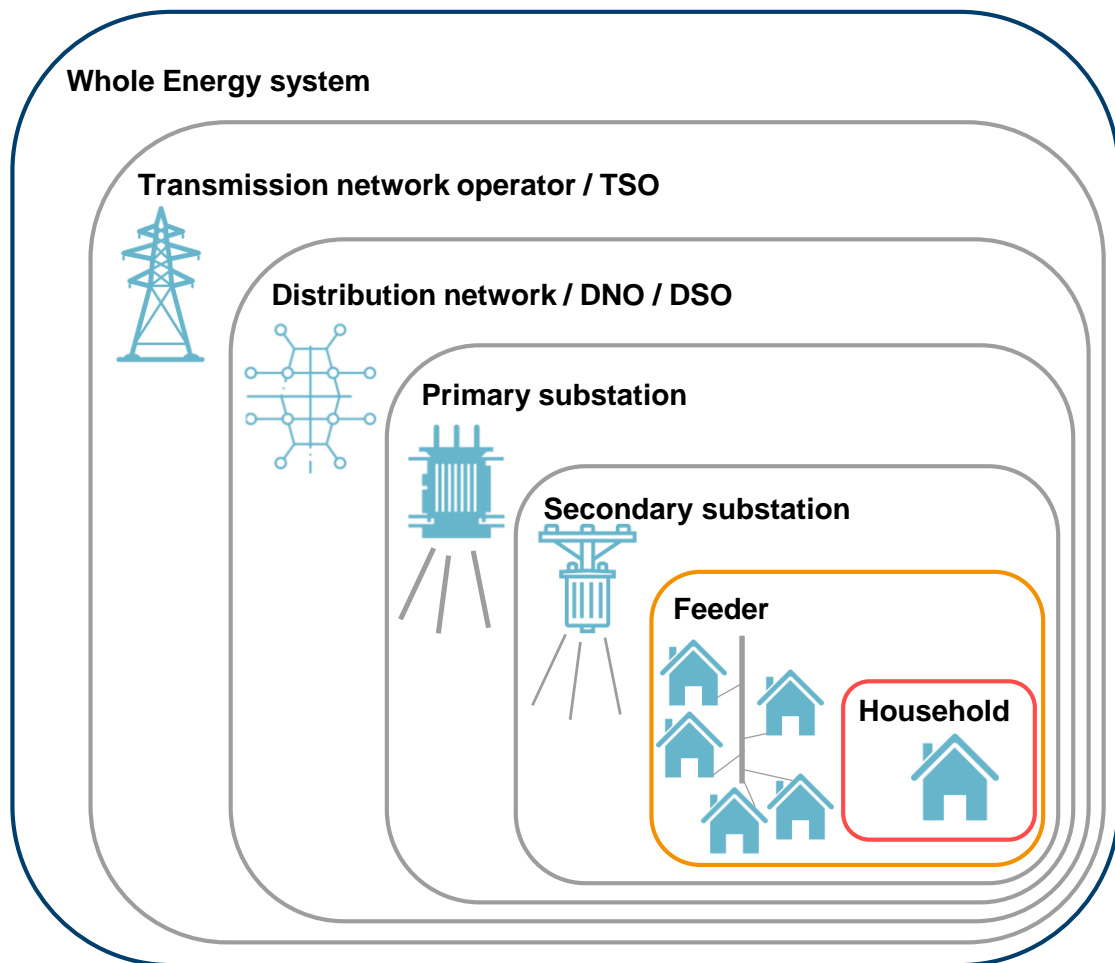 Whole Energy system
Transmission network operator / TSO
Distribution network / DNO / DSO
Primary substation
Secondary substation
Feeder
Household